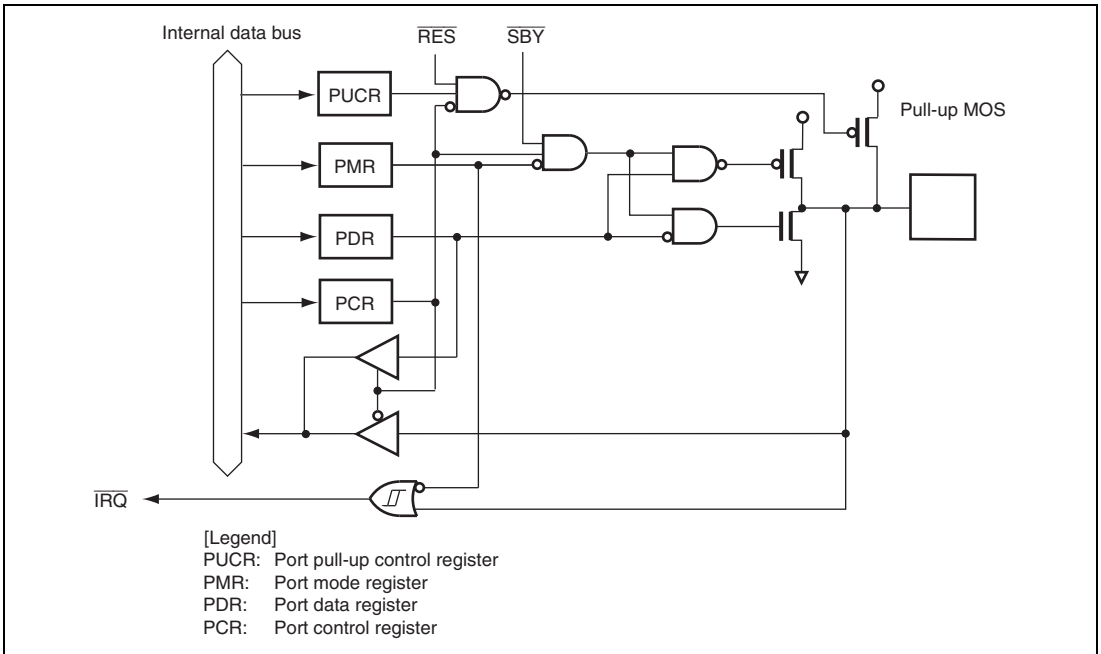 Internal data bus
RES
SBY
PUCR
Pull-up MOS
PMR
PDR
PCR
IRQ
[Legend]
PUCR: Port pull-up control register
PMR: Port mode register
PDR: Port data register
PCR: Port control register